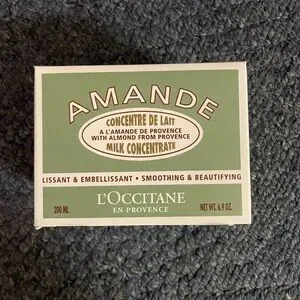 AMANDE
CONCENTRE DE LAIT
A L'AMANDE DE PROVENCE
WITH ALMOND FROM PROVENCE
MILK CONCENTRATE
LISSANT & EMBELLISSANT • SMOOTHING & BEAUTIFYING
L'OCCITANE
EN PROVENCE
200 ML
NET WT. 6.9 OZ.